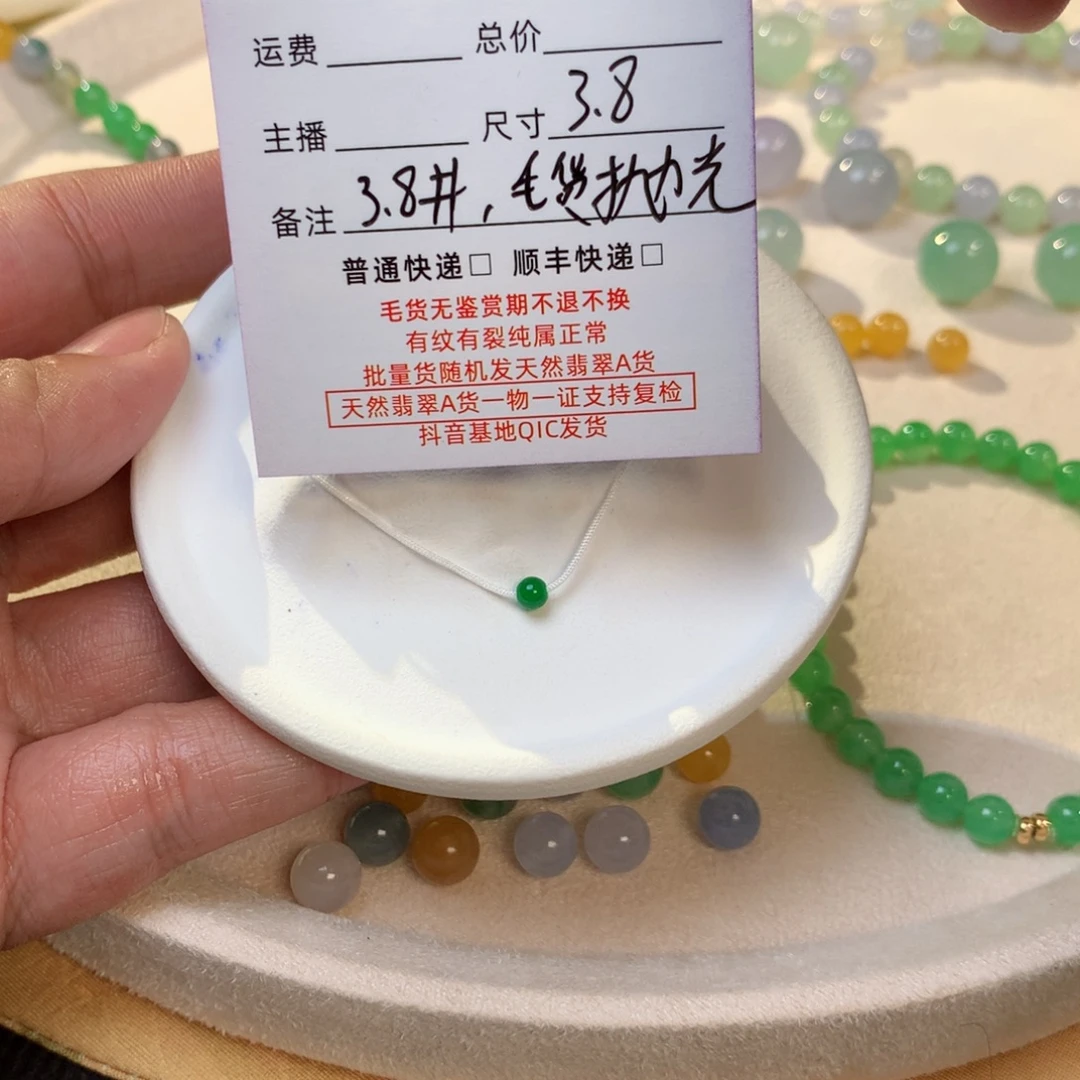 运费 总价
主播 尺寸 3.8
备注 3.8井,毛货抛光
普通快递□ 顺丰快递□
毛货无鉴赏期不退不换
有纹有裂纯属正常
批量货随机发天然翡翠A货
天然翡翠A货一物一证支持复检
抖音基地QIC发货